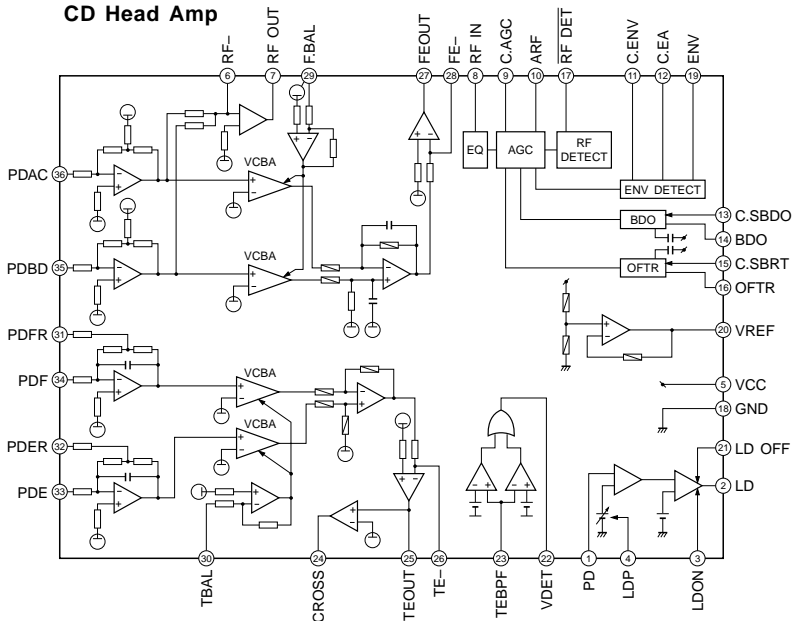 CD Head Amp
RF–
RF OUT
F.BAL
FEOUT
FE–
RF IN
C.AGC
ARF
RF DET
C.ENV
C.EA
ENV
6
7
29
27
28
8
9
10
17
11
12
19
EQ
AGC
RF DETECT
ENV DETECT
PDAC
36
VCBA
BDO
13
C.SBDO
14
BDO
PDBD
35
VCBA
OFTR
15
C.SBRT
16
OFTR
PDFR
31
20
VREF
PDF
34
VCBA
5
VCC
VCBA
18
GND
PDER
32
21
LD OFF
PDE
33
2
LD
30
24
25
26
23
22
1
4
3
TBAL
CROSS
TEOUT
TE–
TEBPF
VDET
PD
LDP
LDON